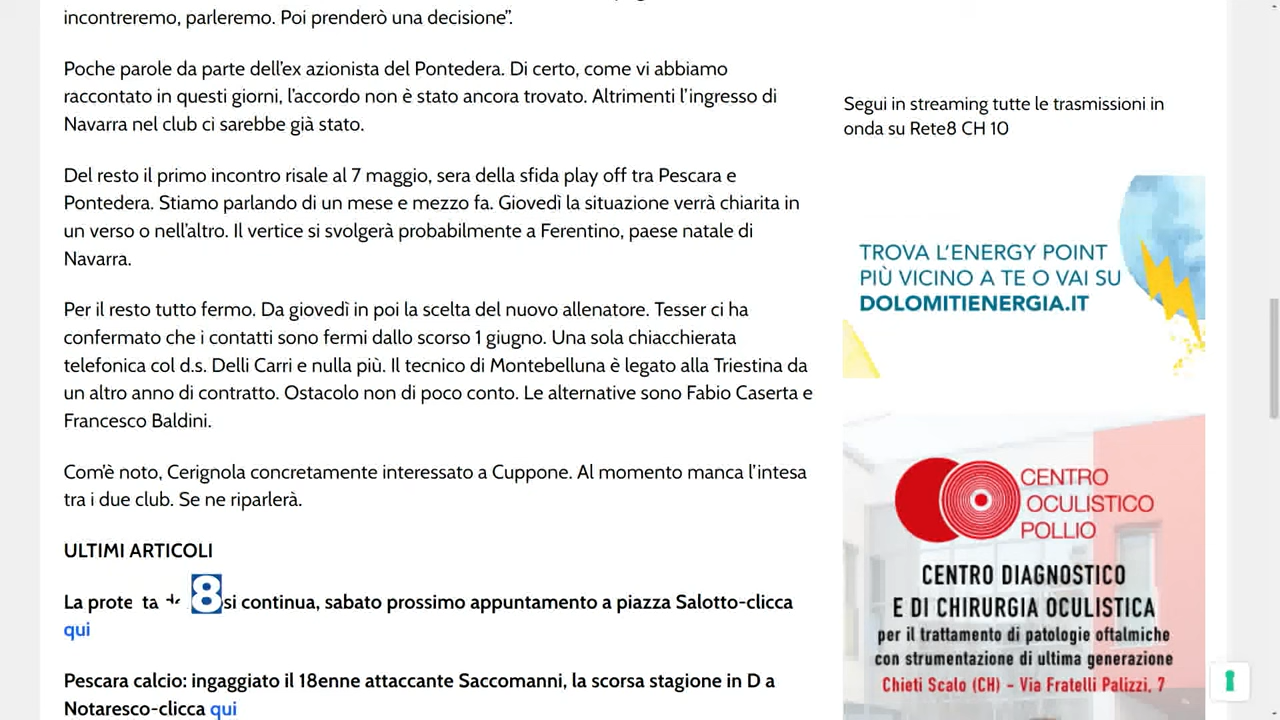 incontreremo, parleremo. Poi prenderò una decisione”.
Poche parole da parte dell’ex azionista del Pontedera. Di certo, come vi abbiamo
raccontato in questi giorni, l’accordo non è stato ancora trovato. Altrimenti l’ingresso di
Navarra nel club ci sarebbe già stato.
Del resto il primo incontro risale al 7 maggio, sera della sfida play off tra Pescara e
Pontedera. Stiamo parlando di un mese e mezzo fa. Giovedì la situazione verrà chiarita in
un verso o nell’altro. Il vertice si svolgerà probabilmente a Ferentino, paese natale di
Navarra.
Per il resto tutto fermo. Da giovedì in poi la scelta del nuovo allenatore. Tesser ci ha
confermato che i contatti sono fermi dallo scorso 1 giugno. Una sola chiacchierata
telefonica col d.s. Delli Carri e nulla più. Il tecnico di Montebelluna è legato alla Triestina da
un altro anno di contratto. Ostacolo non di poco conto. Le alternative sono Fabio Caserta e
Francesco Baldini.
Com’è noto, Cerignola concretamente interessato a Cuppone. Al momento manca l’intesa
tra i due club. Se ne riparlerà.
ULTIMI ARTICOLI
La 8 si continua, sabato prossimo appuntamento a piazza Salotto-clicca
qui
Pescara calcio: ingaggiato il 18enne attaccante Saccomanni, la scorsa stagione in D a
Notaresco-clicca qui
Segui in streaming tutte le trasmissioni in
onda su Rete8 CH 10
TROVA L’ENERGY POINT
PIÙ VICINO A TE O VAI SU
DOLOMITIENERGIA.IT
CENTRO
OCULISTICO
POLLIO
CENTRO DIAGNOSTICO
E DI CHIRURGIA OCULISTICA
per il trattamento di patologie oftalmiche
con strumentazione di ultima generazione
Chieti Scalo (CH) - Via Fratelli Palizzi, 7